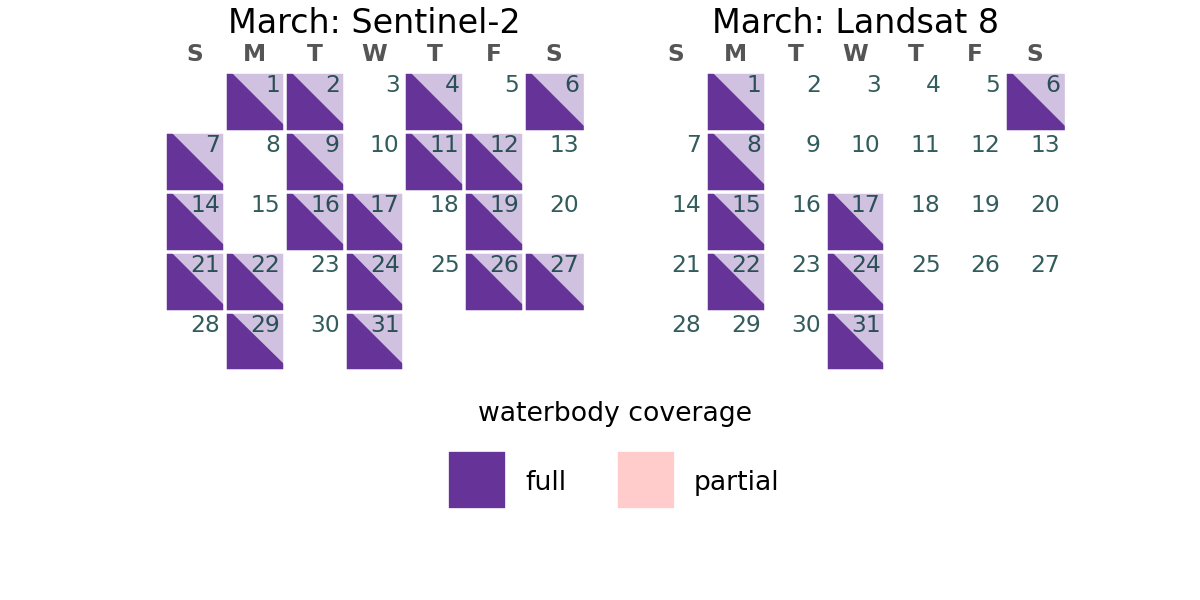 March: Sentinel-2
S M T W T F S
1 2 3 4 5 6
7 8 9 10 11 12 13
14 15 16 17 18 19 20
21 22 23 24 25 26 27
28 29 30 31
March: Landsat 8
S M T W T F S
1 2 3 4 5 6
7 8 9 10 11 12 13
14 15 16 17 18 19 20
21 22 23 24 25 26 27
28 29 30 31
waterbody coverage
full partial